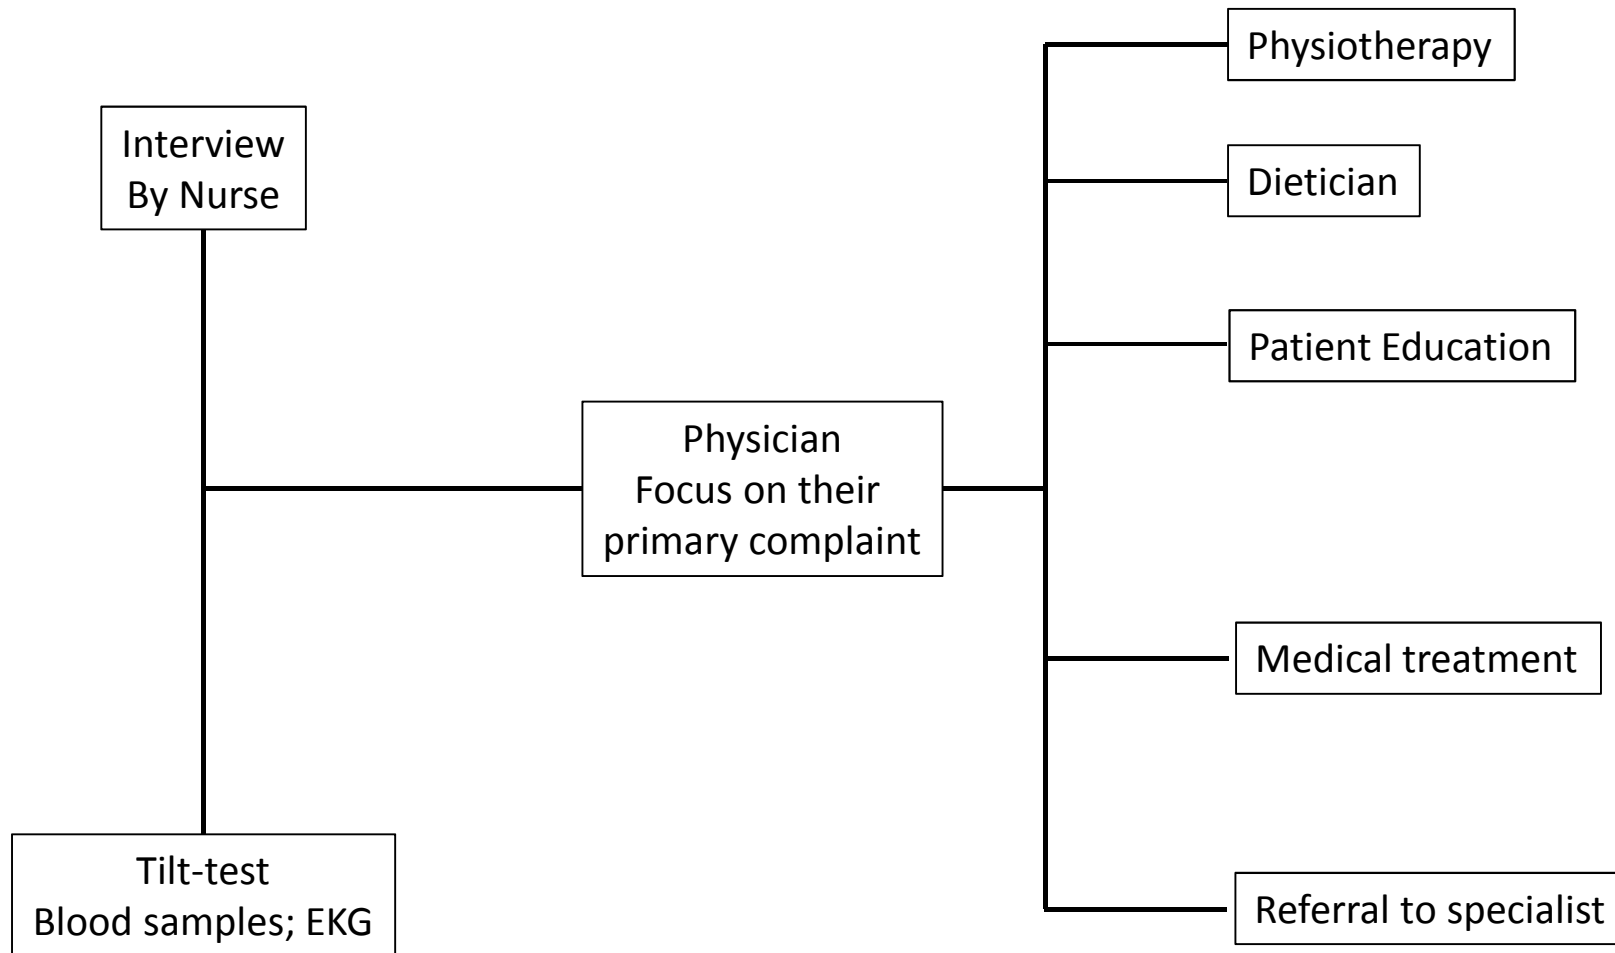 Interview
By Nurse
Tilt-test
Blood samples; EKG
Physician
Focus on their
primary complaint
Physiotherapy
Dietician
Patient Education
Medical treatment
Referral to specialist